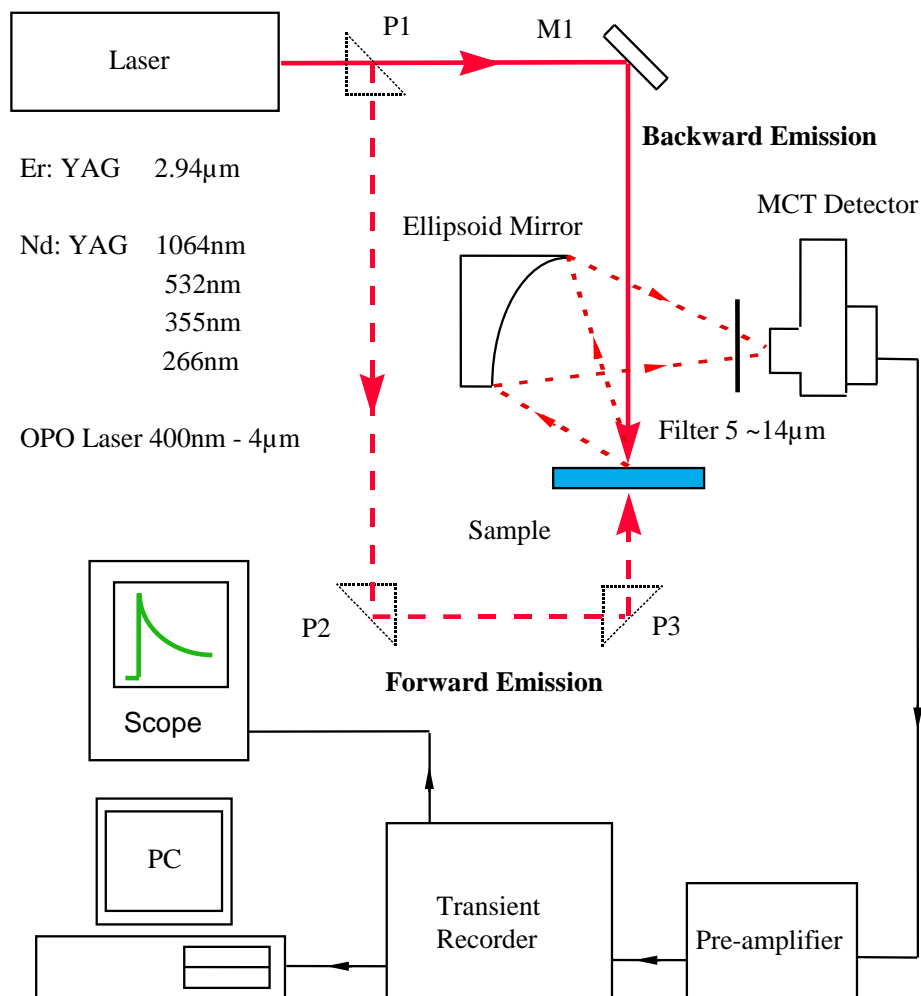 P1
M1
Laser
Backward Emission
Er: YAG 2.94µm
MCT Detector
Ellipsoid Mirror
Nd: YAG 1064nm
532nm
355nm
266nm
OPO Laser 400nm - 4µm
Filter 5 ~14µm
Sample
P2
P3
Forward Emission
Scope
PC
Transient
Recorder
Pre-amplifier